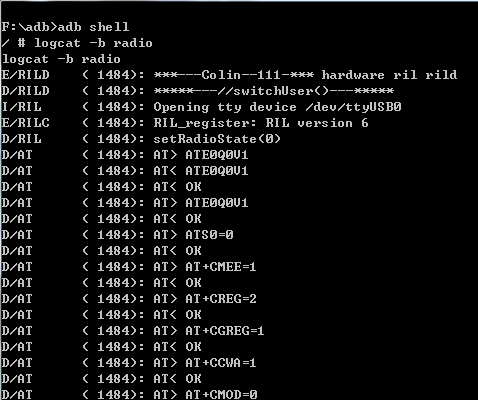 F:\adb>adb shell
/ # logcat -b radio
logcat -b radio
E/RILD    ( 1484): ***---Colin--111-*** hardware ril rild
D/RILD    ( 1484): *****---//switchUser()---*****
I/RIL     ( 1484): Opening tty device /dev/ttyUSB0
E/RILC    ( 1484): RIL_register: RIL version 6
D/RIL     ( 1484): setRadioState(0)
D/AT      ( 1484): AT> ATE0Q0V1
D/AT      ( 1484): AT< ATE0Q0V1
D/AT      ( 1484): AT< OK
D/AT      ( 1484): AT> ATE0Q0V1
D/AT      ( 1484): AT< OK
D/AT      ( 1484): AT> ATS0=0
D/AT      ( 1484): AT< OK
D/AT      ( 1484): AT> AT+CMEE=1
D/AT      ( 1484): AT< OK
D/AT      ( 1484): AT> AT+CREG=2
D/AT      ( 1484): AT< OK
D/AT      ( 1484): AT> AT+CGREG=1
D/AT      ( 1484): AT< OK
D/AT      ( 1484): AT> AT+CCWA=1
D/AT      ( 1484): AT< OK
D/AT      ( 1484): AT> AT+CMOD=0